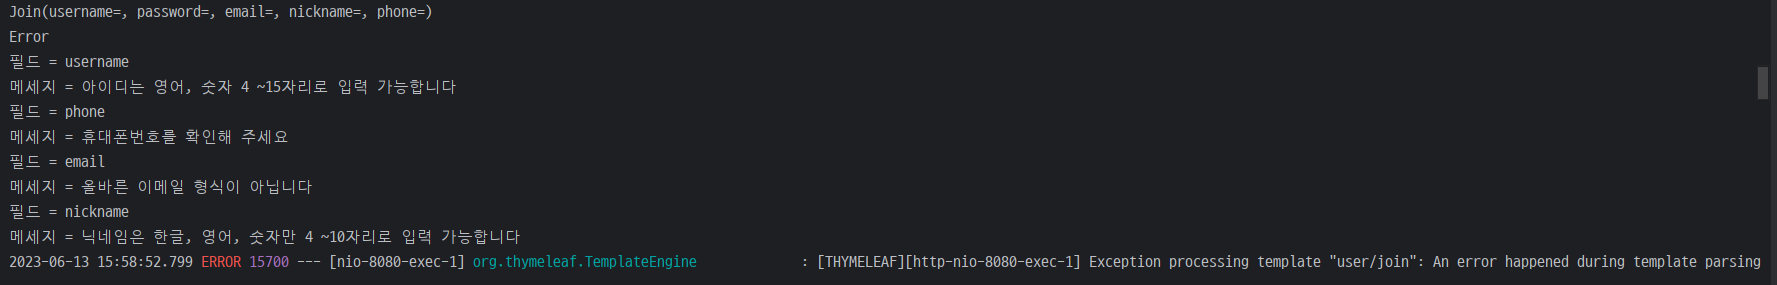 Join(username=, password=, email=, nickname=, phone=)
Error
필드 = username
메세지 = 아이디는 영어, 숫자 4 ~15자리로 입력 가능합니다
필드 = phone
메세지 = 휴대폰번호를 확인해 주세요
필드 = email
메세지 = 올바른 이메일 형식이 아닙니다
필드 = nickname
메세지 = 닉네임은 한글, 영어, 숫자만 4 ~10자리로 입력 가능합니다
2023-06-13 15:58:52.799 ERROR 15700 --- [nio-8080-exec-1] org.thymeleaf.TemplateEngine : [THYMELEAF][http-nio-8080-exec-1] Exception processing template "user/join": An error happened during template parsing